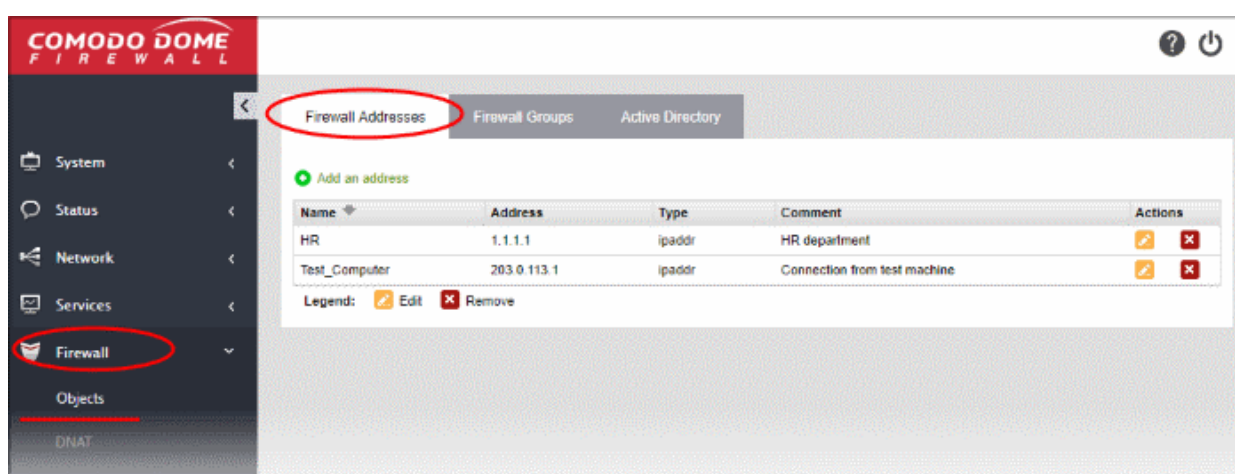 COMODO DOME
FIREWALL
Firewall Addresses Firewall Groups Active Directory
System
Status
Network
Services
Firewall
Objects
DNAT
Add an address
Name Address Type Comment Actions
HR 1.1.1.1 ipaddr HR department
Test_Computer 203.0.113.1 ipaddr Connection from test machine
Legend: Edit Remove